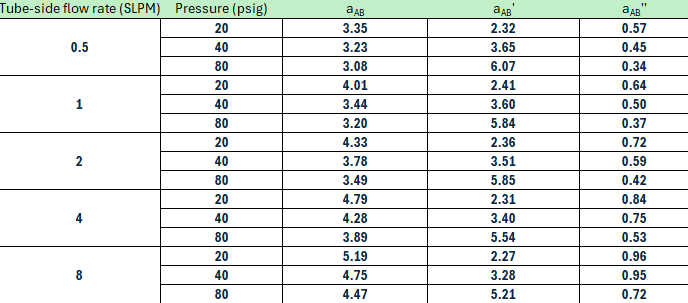 Tube-side flow rate (SLPM) Pressure (psig) aAB aAB' aAB"
0.5 20 3.35 2.32 0.57
40 3.23 3.65 0.45
80 3.08 6.07 0.34
1 20 4.01 2.41 0.64
40 3.44 3.60 0.50
80 3.20 5.84 0.37
2 20 4.33 2.36 0.72
40 3.78 3.51 0.59
80 3.49 5.85 0.42
4 20 4.79 2.31 0.84
40 4.28 3.40 0.75
80 3.89 5.54 0.53
8 20 5.19 2.27 0.96
40 4.75 3.28 0.95
80 4.47 5.21 0.72